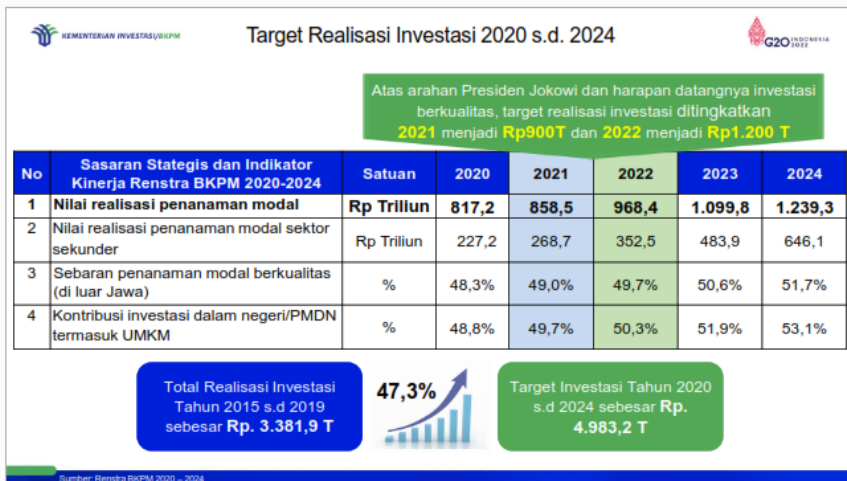 KEMENTERIAN INVESTASI/BKPM
Target Realisasi Investasi 2020 s.d. 2024
G20 INDONESIA 2022
Atas arahan Presiden Jokowi dan harapan datangnya investasi
berkualitas, target realisasi investasi ditingkatkan
2021 menjadi Rp900T dan 2022 menjadi Rp1.200 T
No Sasaran Stategis dan Indikator Kinerja Renstra BKPM 2020-2024 Satuan 2020 2021 2022 2023 2024
1 Nilai realisasi penanaman modal Rp Triliun 817,2 858,5 968,4 1.099,8 1.239,3
2 Nilai realisasi penanaman modal sektor sekunder Rp Triliun 227,2 268,7 352,5 483,9 646,1
3 Sebaran penanaman modal berkualitas (di luar Jawa) % 48,3% 49,0% 49,7% 50,6% 51,7%
4 Kontribusi investasi dalam negeri/PMDN termasuk UMKM % 48,8% 49,7% 50,3% 51,9% 53,1%
Total Realisasi Investasi
Tahun 2015 s.d 2019
sebesar Rp. 3.381,9 T
47,3%
Target Investasi Tahun 2020
s.d 2024 sebesar Rp.
4.983,2 T
Sumber: Renstra BKPM 2020 – 2024